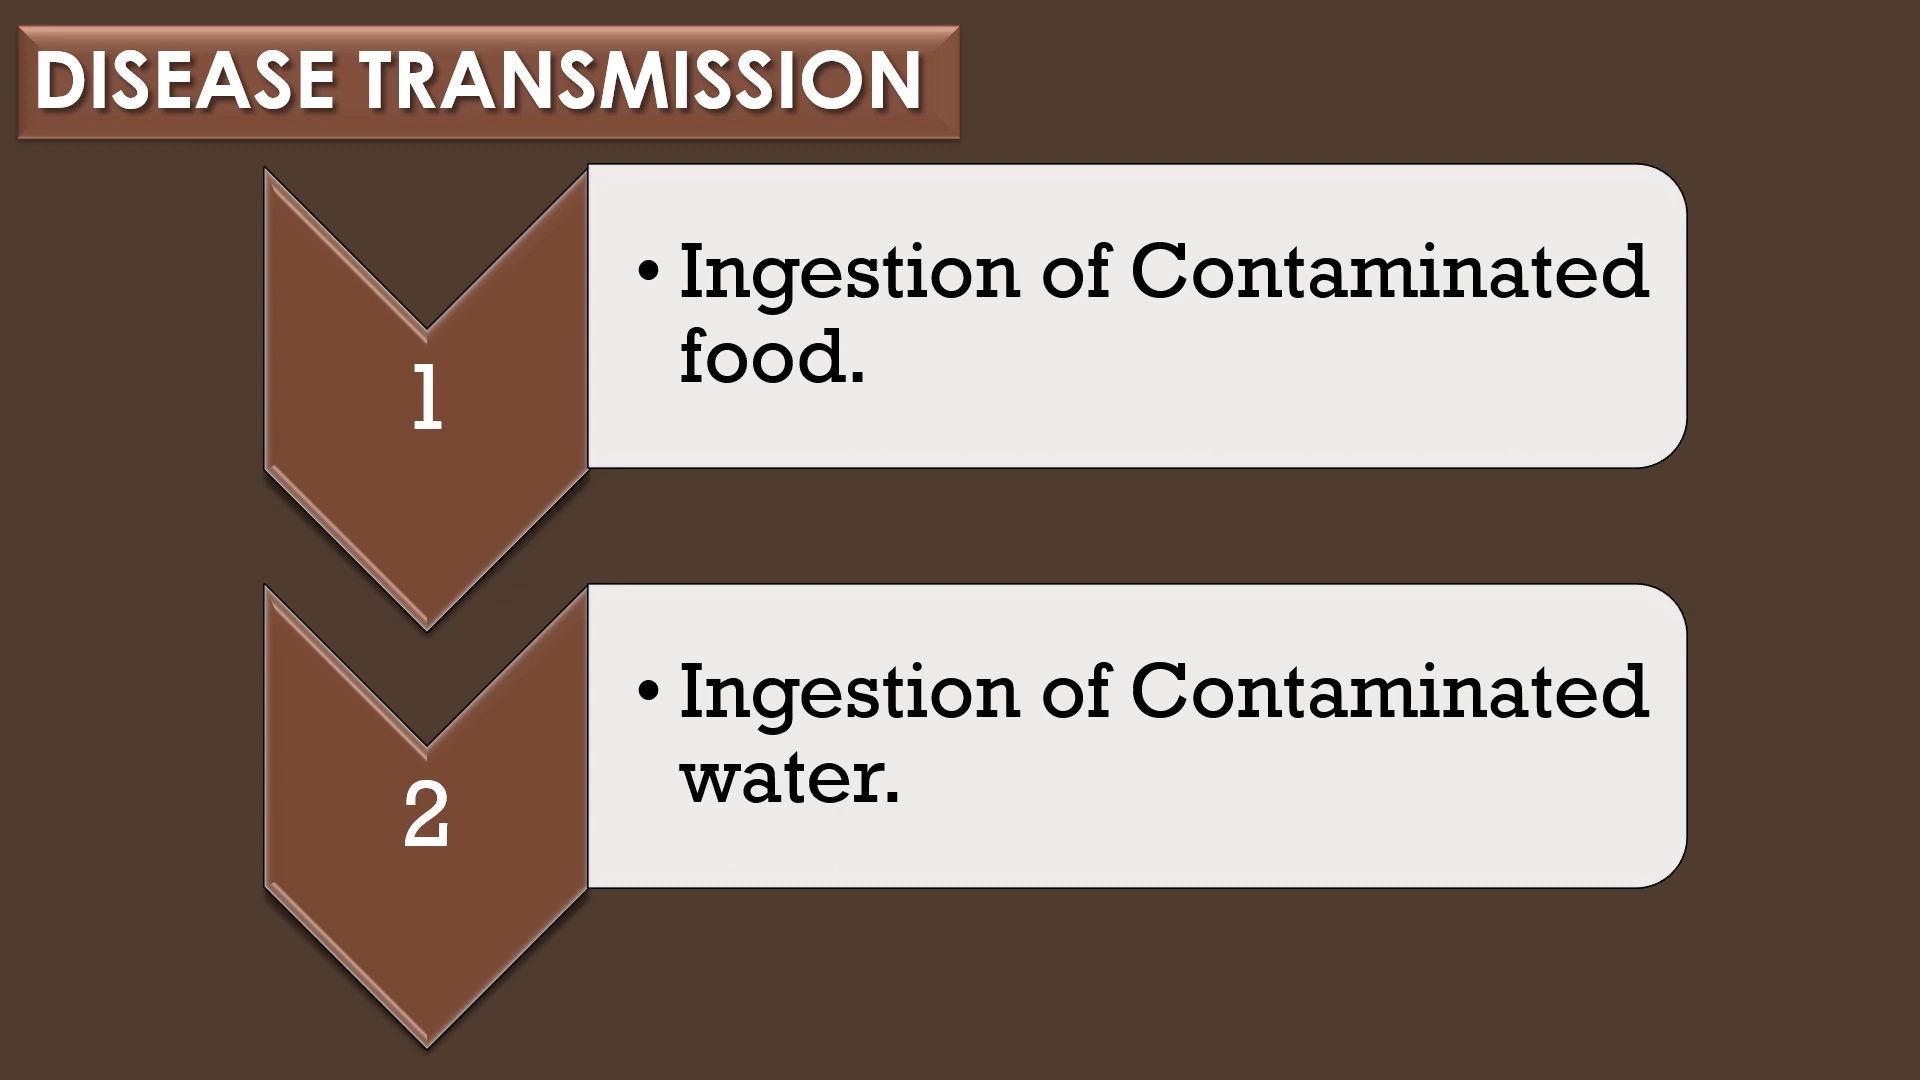 DISEASE TRANSMISSION
1
• Ingestion of Contaminated
food.
2
• Ingestion of Contaminated
water.